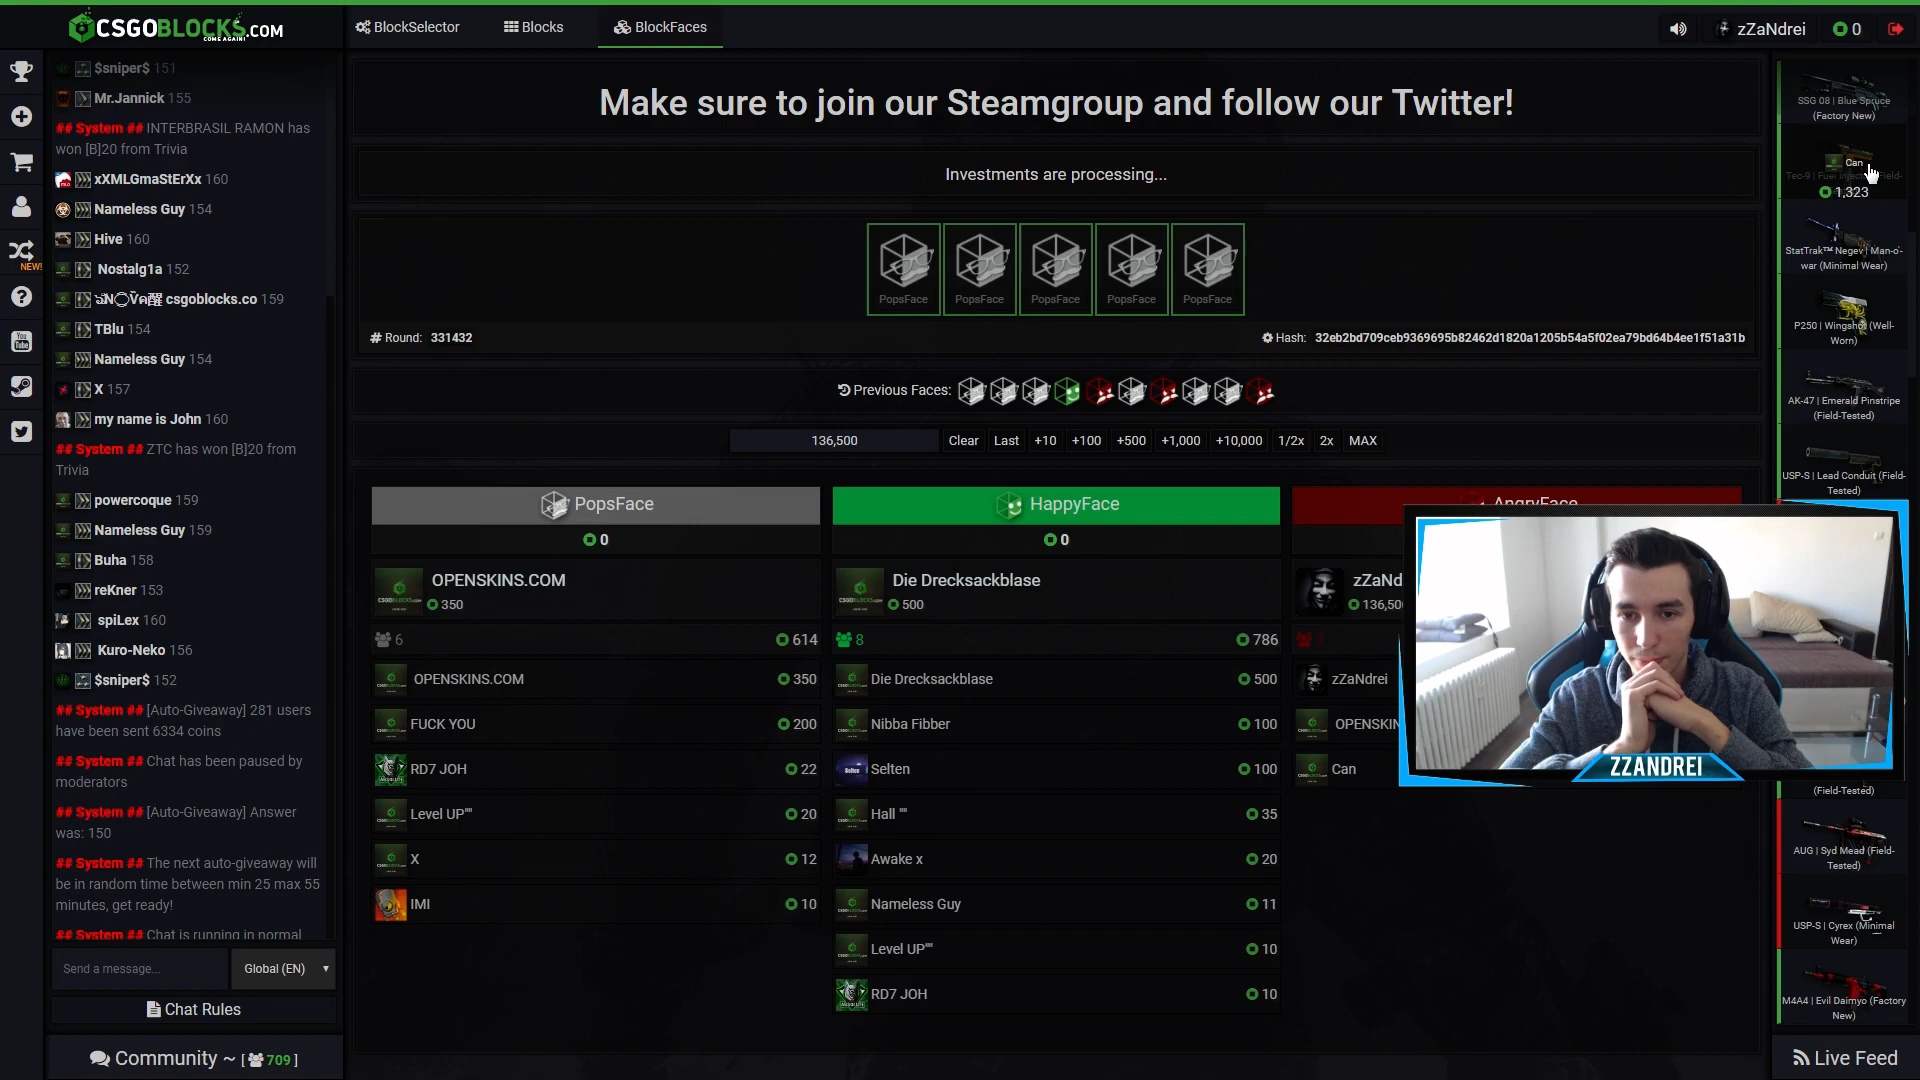 CSGOBLOCKS.COM
COME AGAIN!
BlockSelector
Blocks
BlockFaces
zZaNdrei
0
NEW!
$sniper$ 151
Mr.Jannick 155
## System ## INTERBRASIL RAMON has
won [B]20 from Trivia
xXMLGmaStErXx 160
Nameless Guy 154
Hive 160
Nostalg1a 152
csgoblocks.co 159
TBlu 154
Nameless Guy 154
X 157
my name is John 160
## System ## ZTC has won [B]20 from
Trivia
powercoque 159
Nameless Guy 159
Buha 158
reKner 153
spiLex 160
Kuro-Neko 156
$sniper$ 152
## System ## [Auto-Giveaway] 281 users
have been sent 6334 coins
## System ## Chat has been paused by
moderators
## System ## [Auto-Giveaway] Answer
was: 150
## System ## The next auto-giveaway will
be in random time between min 25 max 55
minutes, get ready!
## System ## Chat is running in normal
Send a message...
Global (EN)
Chat Rules
Community ~ [ 709 ]
Make sure to join our Steamgroup and follow our Twitter!
Investments are processing...
PopsFace
PopsFace
PopsFace
PopsFace
PopsFace
# Round: 331432
Hash: 32eb2bd709ceb9369695b82462d1820a1205b54a5f02ea79bd64b4ee1f51a31b
Previous Faces:
136,500
Clear
Last
+10
+100
+500
+1,000
+10,000
1/2x
2x
MAX
PopsFace
0
OPENSKINS.COM
350
6
614
OPENSKINS.COM 350
FUCK YOU 200
RD7 JOH 22
Level UP"" 20
X 12
IMI 10
HappyFace
0
Die Drecksackblase
500
8
786
Die Drecksackblase 500
Nibba Fibber 100
Selten 100
Hall "" 35
Awake x 20
Nameless Guy 11
Level UP"" 10
RD7 JOH 10
AngryFace
zZaNd
136,50
zZaNdrei
OPENSKIN
Can
ZZANDREI
SSG 08 | Blue Spruce
(Factory New)
Can
1,323
StatTrak™ Negev | Man-o'-
war (Minimal Wear)
P250 | Wingshot (Well-
Worn)
AK-47 | Emerald Pinstripe
(Field-Tested)
USP-S | Lead Conduit (Field-
Tested)
(Field-Tested)
AUG | Syd Mead (Field-
Tested)
USP-S | Cyrex (Minimal
Wear)
M4A4 | Evil Daimyo (Factory
New)
Live Feed